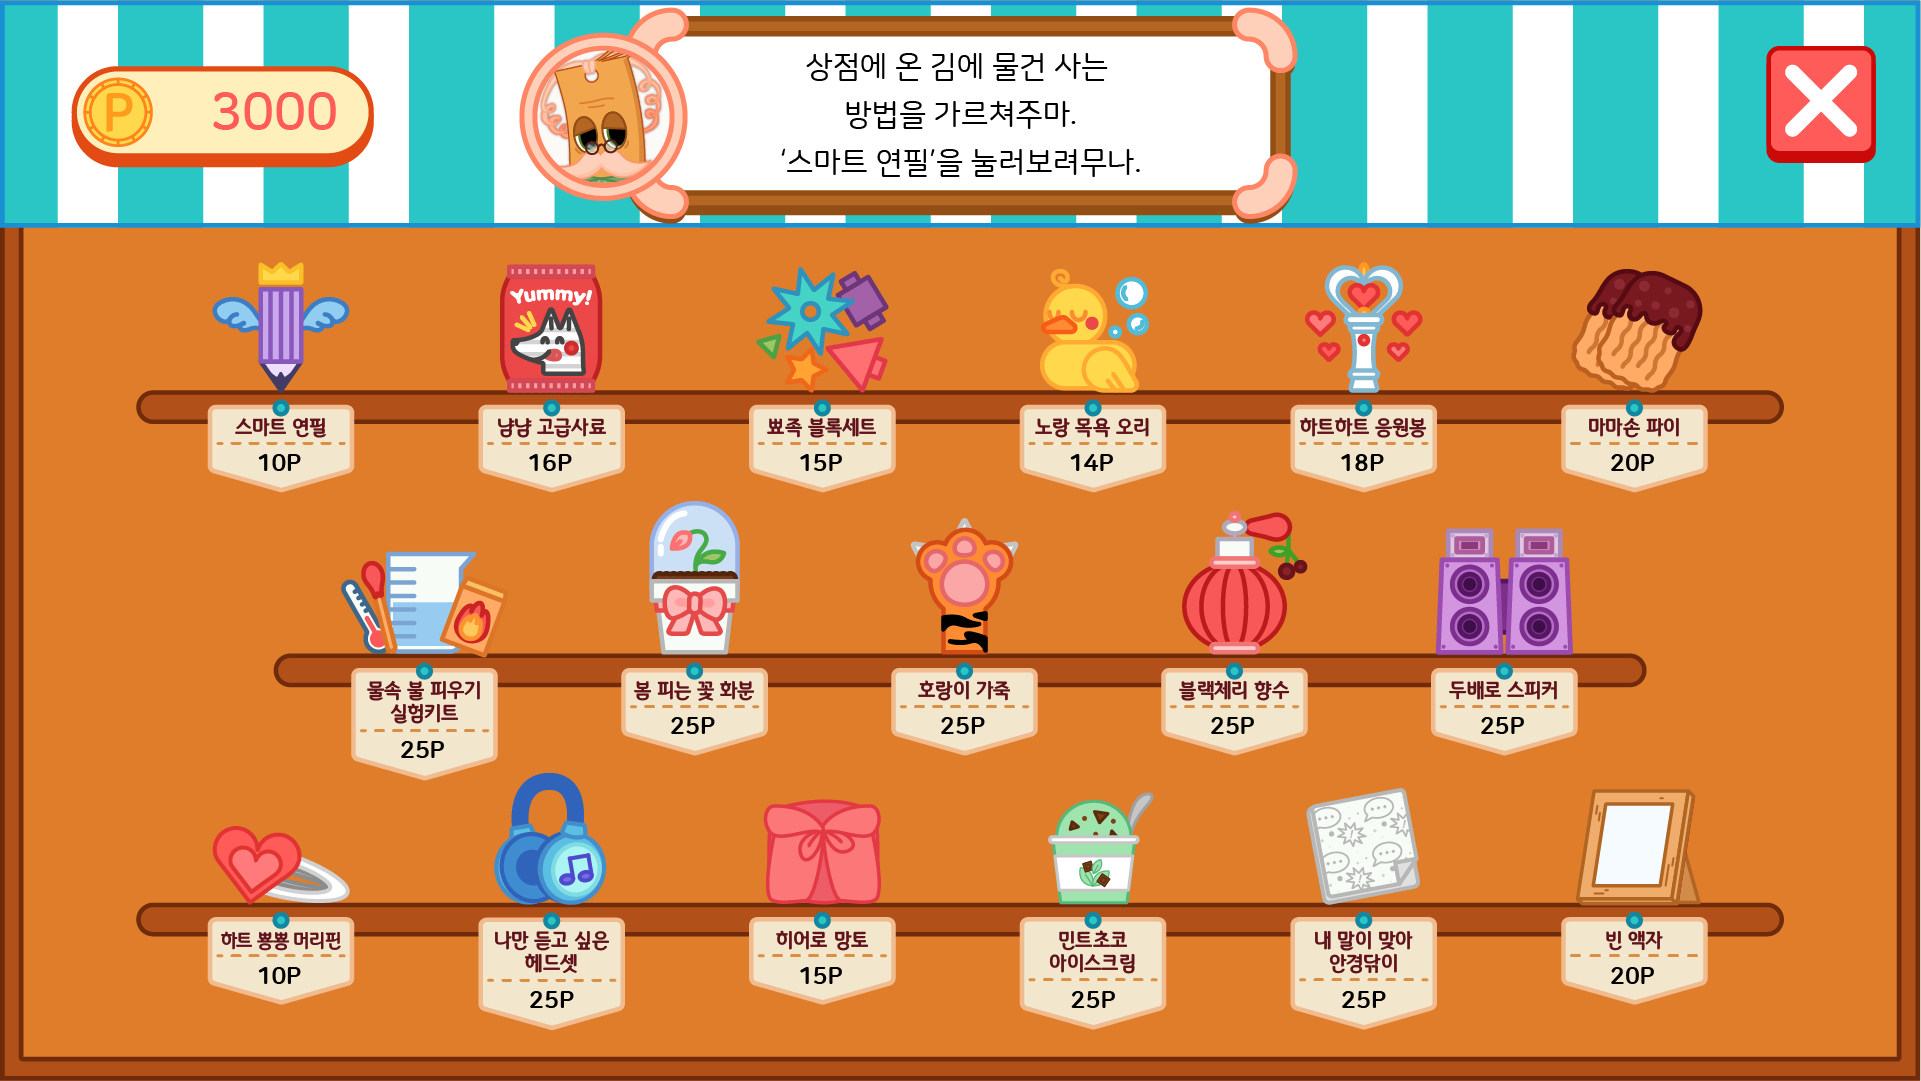 P 3000
상점에 온 김에 물건 사는
방법을 가르쳐주마.
‘스마트 연필’을 눌러보려무나.
Yummy!
스마트 연필
10P
냥냥 고급사료
16P
뾰족 블록세트
15P
노랑 목욕 오리
14P
하트하트 응원봉
18P
마마손 파이
20P
물속 불 피우기
실험키트
25P
봄 피는 꽃 화분
25P
호랑이 가죽
25P
블랙체리 향수
25P
두배로 스피커
25P
하트 뿅뿅 머리핀
10P
나만 듣고 싶은
헤드셋
25P
히어로 망토
15P
민트초코
아이스크림
25P
내 말이 맞아
안경닦이
25P
빈 액자
20P